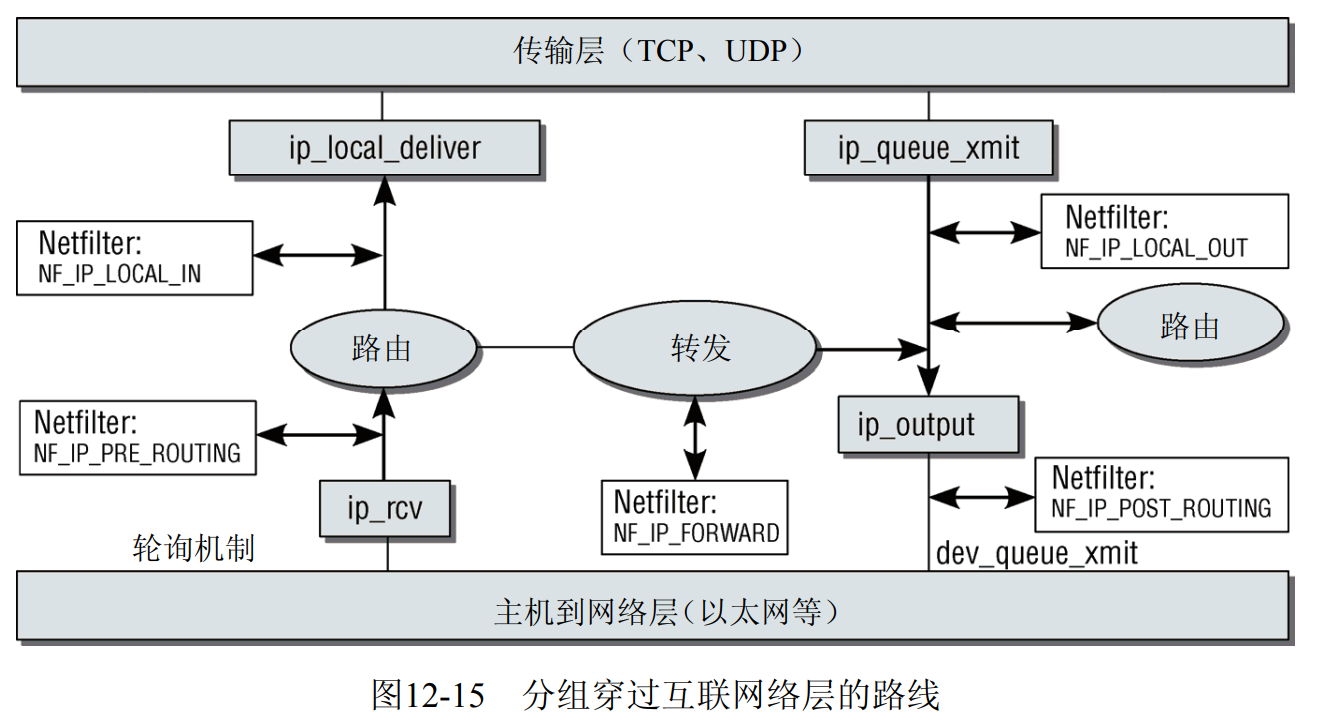 传输层（TCP、UDP）
ip_local_deliver
ip_queue_xmit
Netfilter:
NF_IP_LOCAL_IN
Netfilter:
NF_IP_LOCAL_OUT
路由
转发
路由
Netfilter:
NF_IP_PRE_ROUTING
ip_output
ip_rcv
Netfilter:
NF_IP_FORWARD
Netfilter:
NF_IP_POST_ROUTING
轮询机制
dev_queue_xmit
主机到网络层（以太网等）
图12-15 分组穿过互联网络层的路线